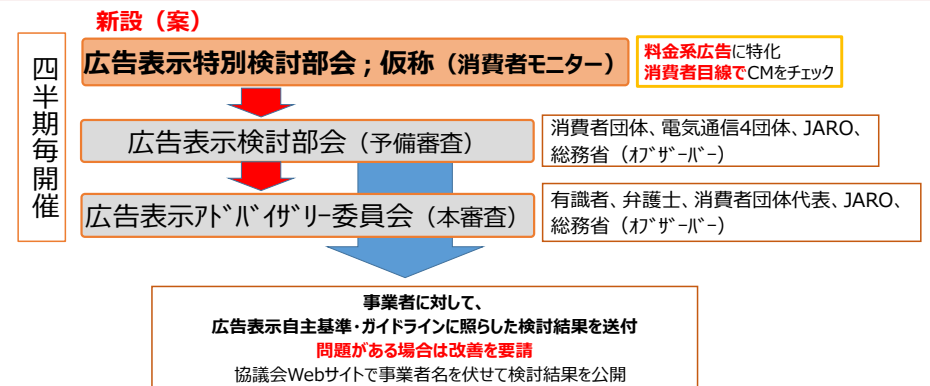 新設（案）
四半期毎開催
広告表示特別検討部会；仮称（消費者モニター）
料金系広告に特化
消費者目線でCMをチェック
広告表示検討部会（予備審査）
消費者団体、電気通信4団体、JARO、
総務省（ｵﾌﾞｻﾞｰﾊﾞｰ）
広告表示ｱﾄﾞﾊﾞｲｻﾞﾘｰ委員会（本審査）
有識者、弁護士、消費者団体代表、JARO、
総務省（ｵﾌﾞｻﾞｰﾊﾞｰ）
事業者に対して、
広告表示自主基準・ガイドラインに照らした検討結果を送付
問題がある場合は改善を要請
協議会Webサイトで事業者名を伏せて検討結果を公開